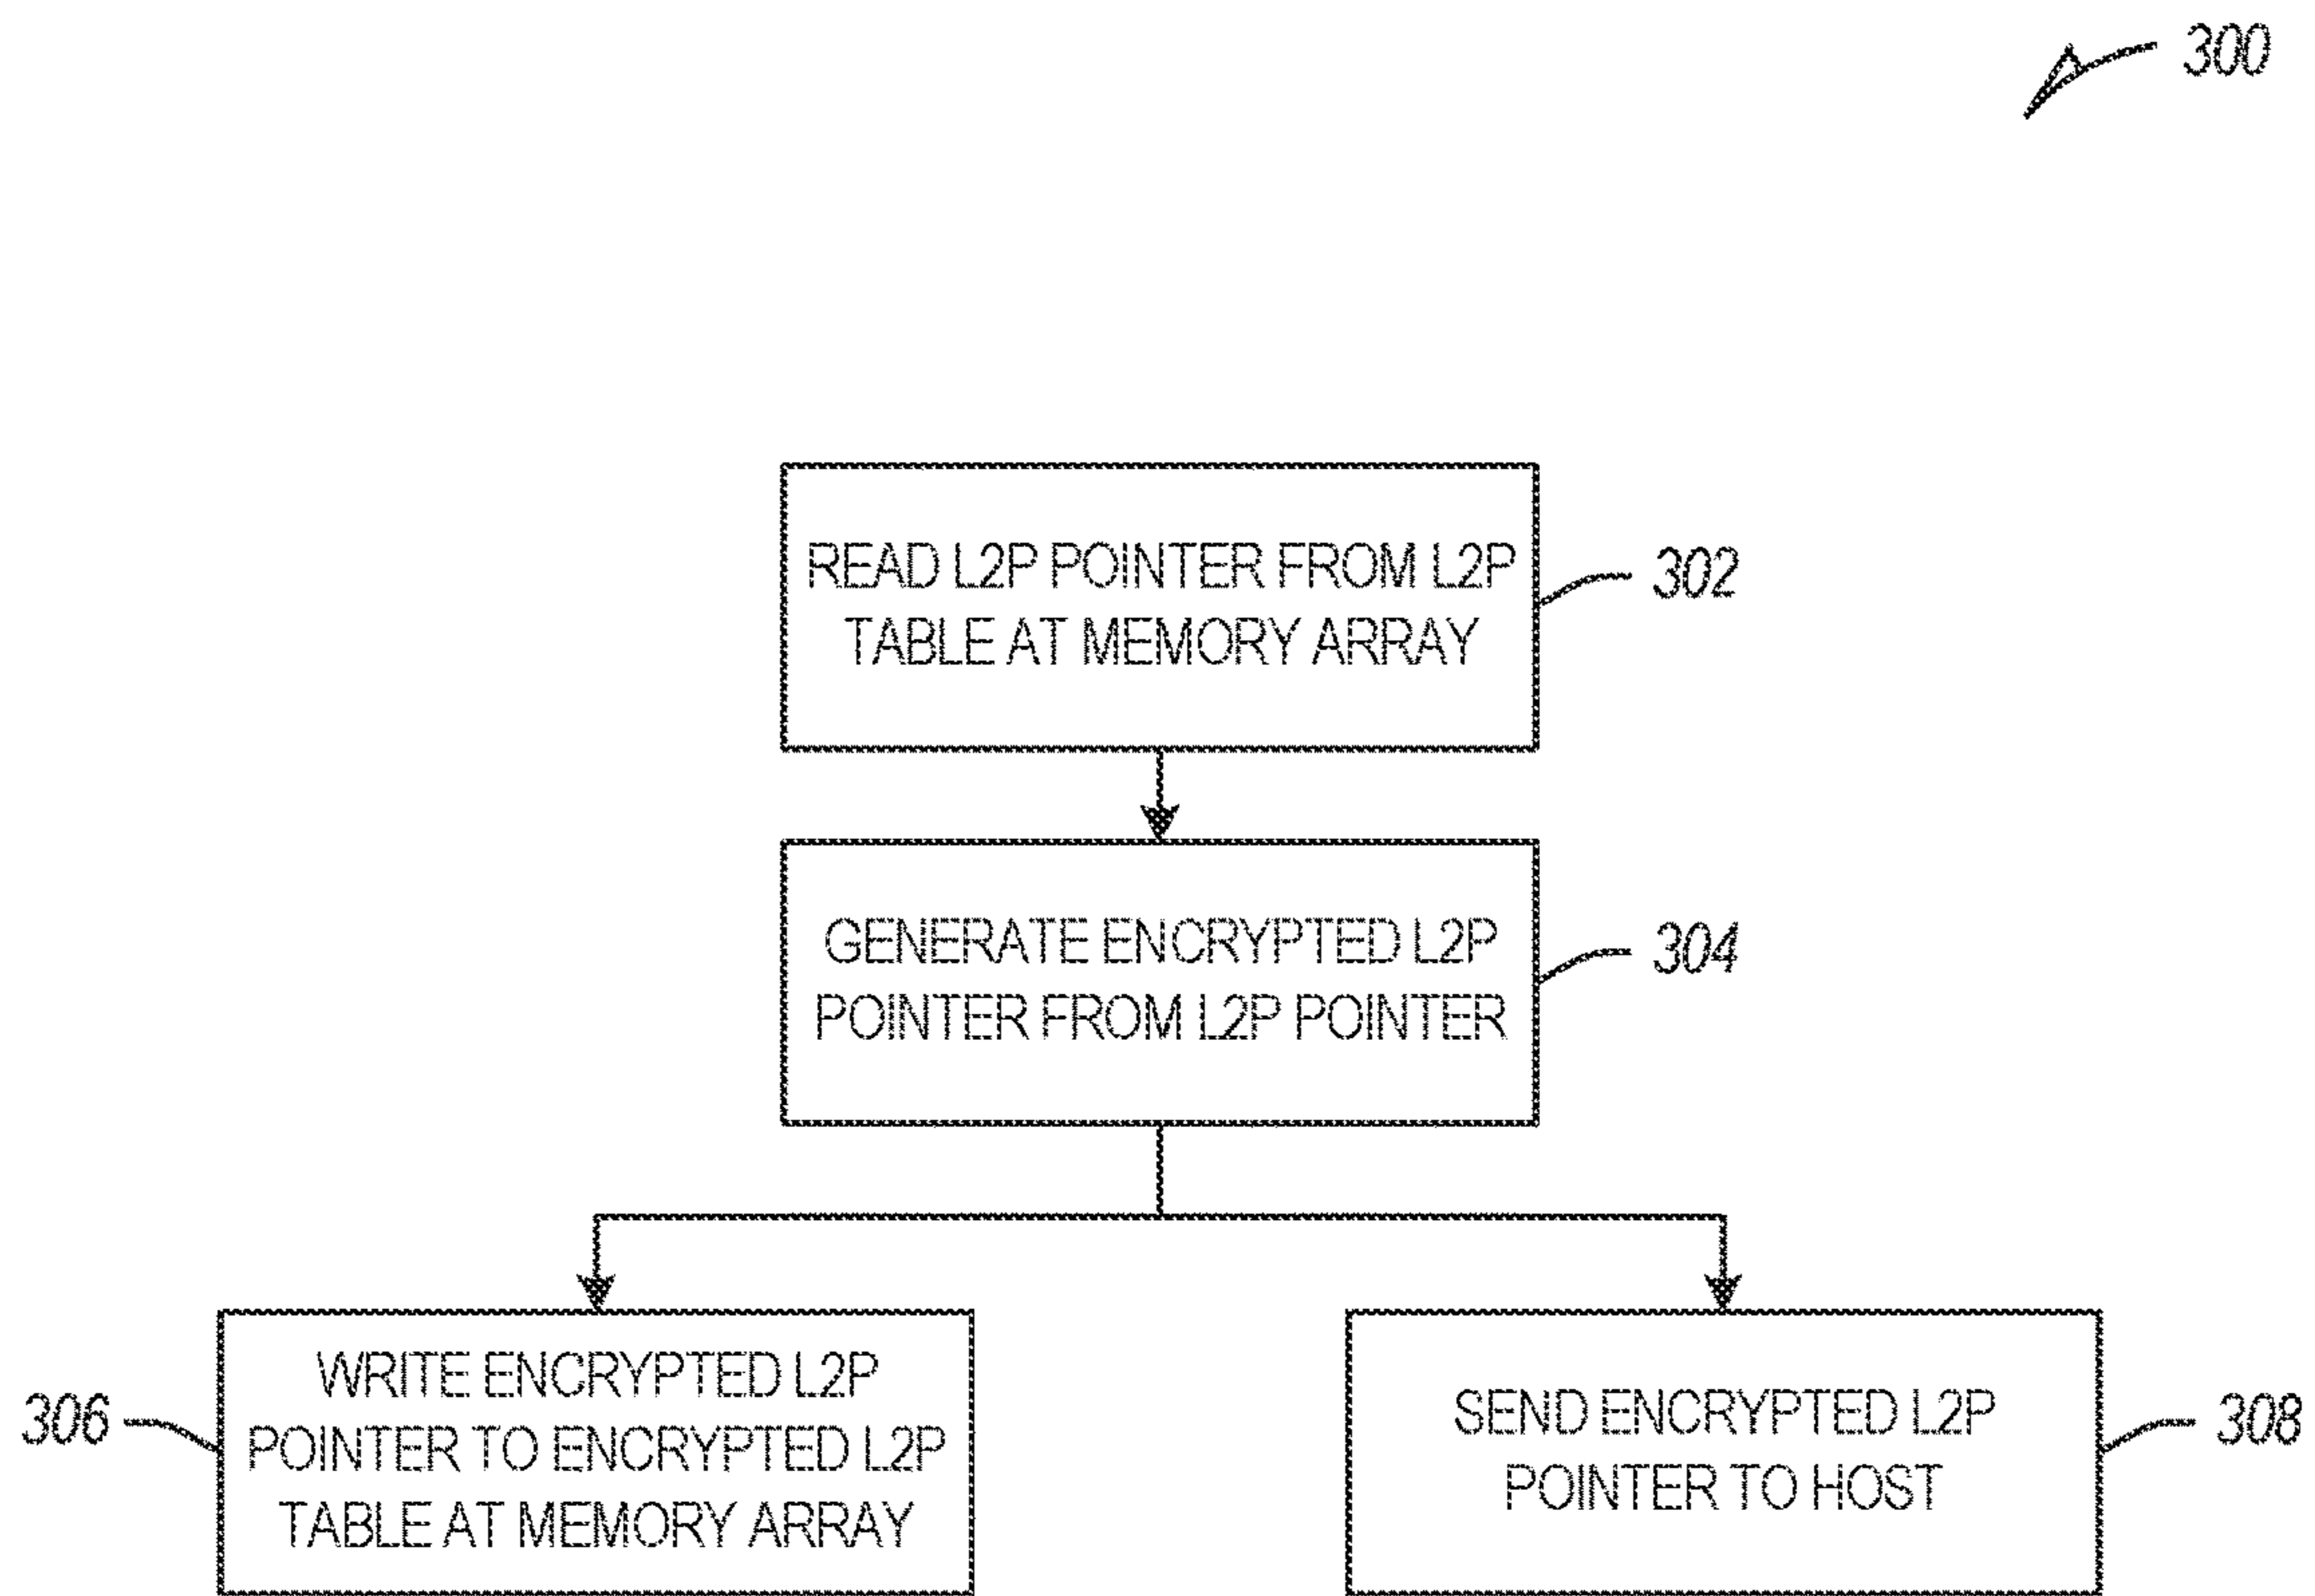 300
READ L2P POINTER FROM L2P
TABLE AT MEMORY ARRAY
302
GENERATE ENCRYPTED L2P
POINTER FROM L2P POINTER
304
306
WRITE ENCRYPTED L2P
POINTER TO ENCRYPTED L2P
TABLE AT MEMORY ARRAY
SEND ENCRYPTED L2P
POINTER TO HOST
308